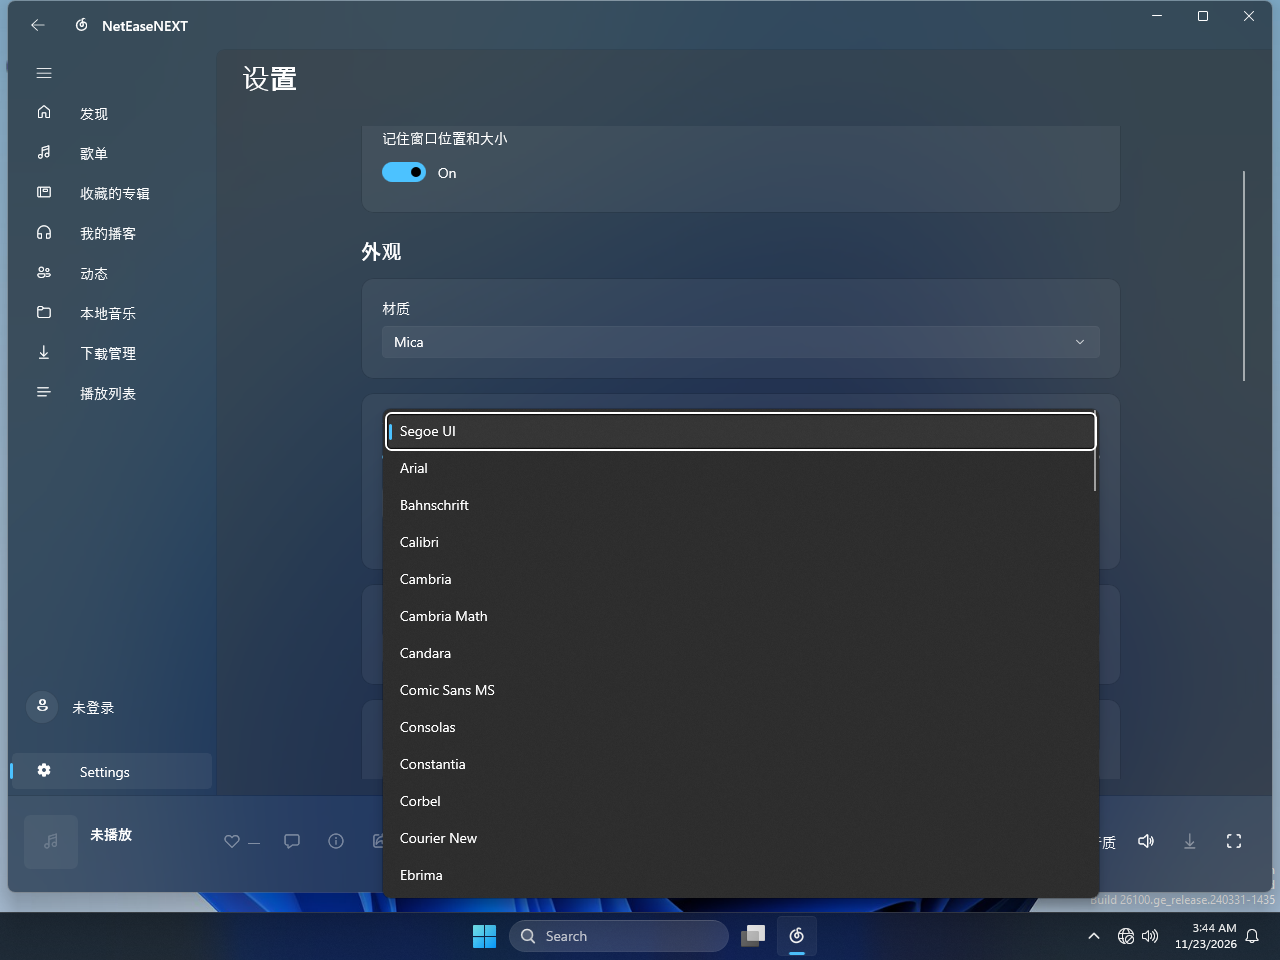 NetEaseNEXT
设置
发现
歌单
收藏的专辑
我的播客
动态
本地音乐
下载管理
播放列表
未登录
Settings
记住窗口位置和大小
On
外观
材质
Mica
Segoe UI
Arial
Bahnschrift
Calibri
Cambria
Cambria Math
Candara
Comic Sans MS
Consolas
Constantia
Corbel
Courier New
Ebrima
未播放
—
质
Build 26100.ge_release.240331-1435
Search
3:44 AM
11/23/2026